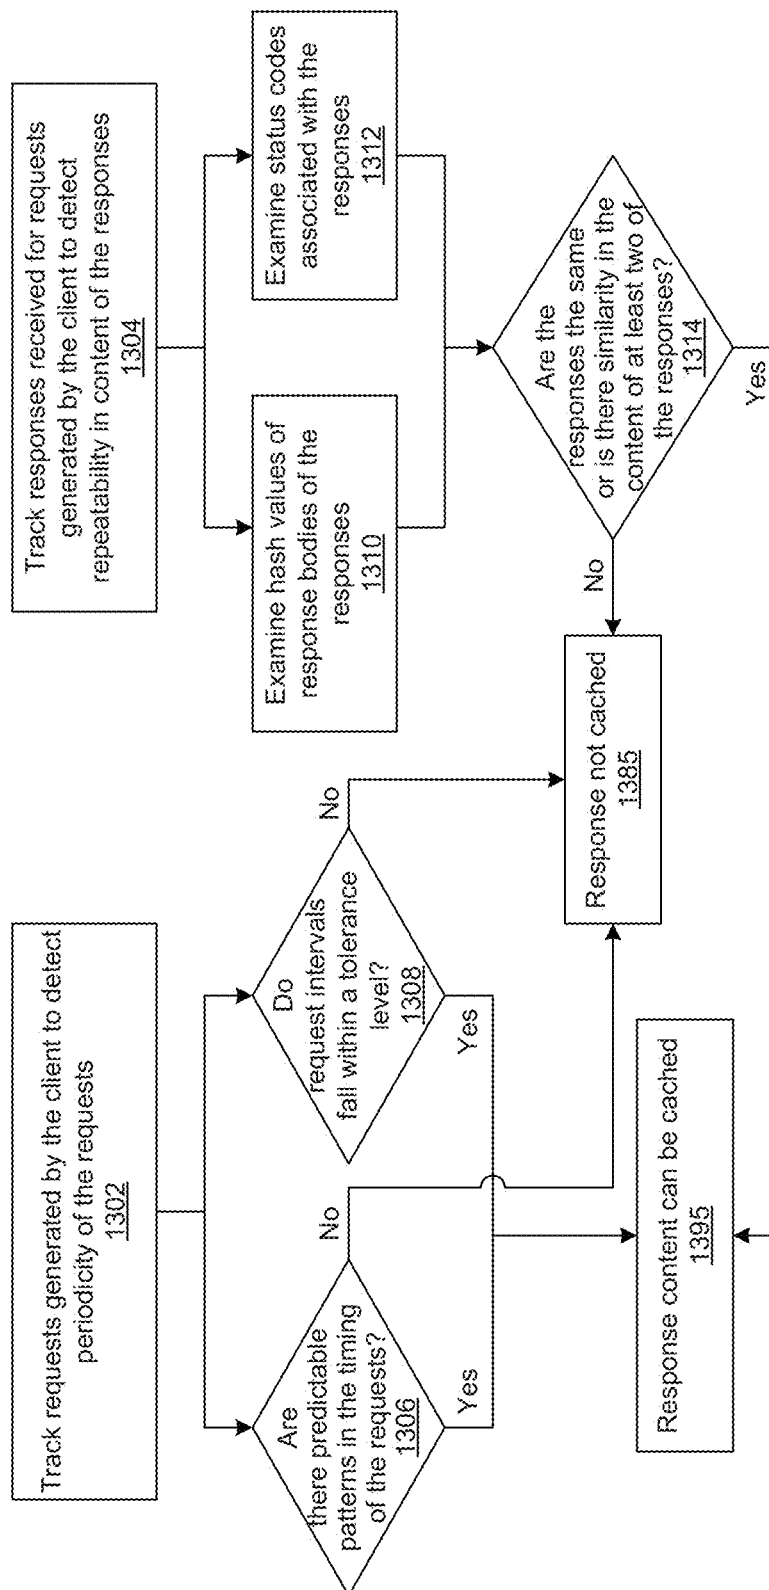 Track requests generated by the client to detect
periodicity of the requests
1302
Track responses received for requests
generated by the client to detect
repeatability in content of the responses
1304
Are
there predictable
patterns in the timing
of the requests?
1306
No
Yes
Do
request intervals
fall within a tolerance
level?
1308
No
Yes
Examine hash values of
response bodies of the
responses
1310
Examine status codes
associated with the
responses
1312
Are the
responses the same
or is there similarity in the
content of at least two of
the responses?
1314
No
Yes
Response not cached
1385
Response content can be cached
1395